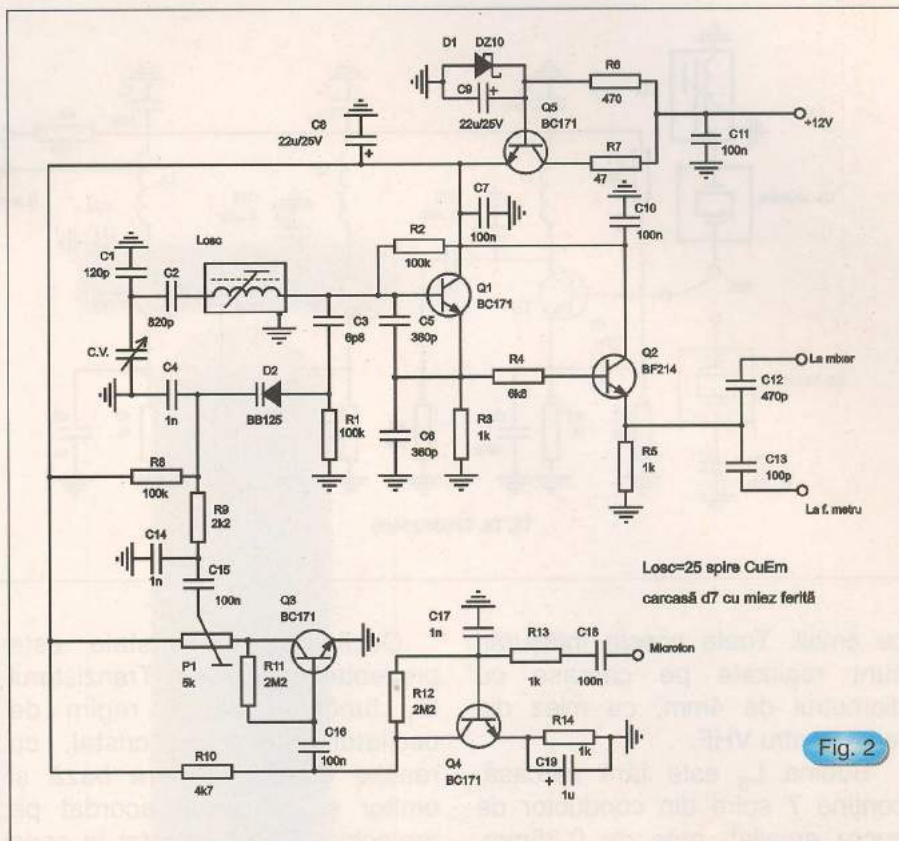 D1
DZ10
C9
22u/25V
R6
470
+12V
C8
22u/25V
Q5
BC171
R7
47
C11
100n
C7
100n
C10
100n
R2
100k
C1
120p
C2
820p
Losc
Q1
BC171
C3
6p8
C5
360p
C.V.
C4
1n
D2
BB125
R4
6k8
Q2
BF214
La mixer
C12
470p
R1
100k
C6
360p
R3
1k
R5
1k
C13
100p
La f. metru
R8
100k
R9
2k2
C14
1n
C15
100n
Losc=25 spire CuEm
carcasă d7 cu miez ferită
Q3
BC171
C17
1n
R13
1k
C18
100n
Microfon
P1
5k
R11
2M2
R12
2M2
*
C16
100n
R14
1k
R10
4k7
Q4
BC171
C19
1u
Fig. 2